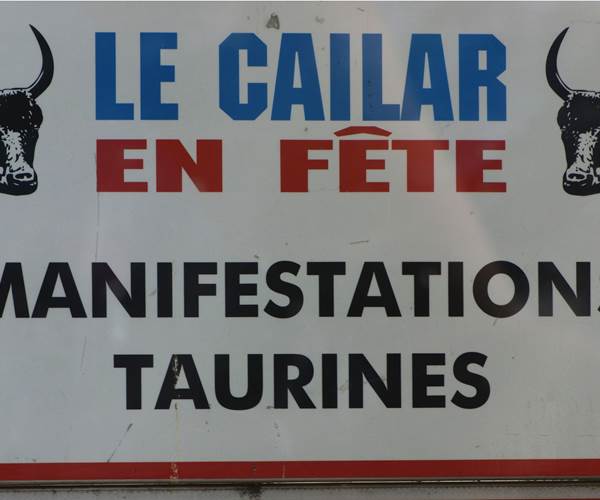 LE CAILAR
EN FÊTE
MANIFESTATIONS
TAURINES